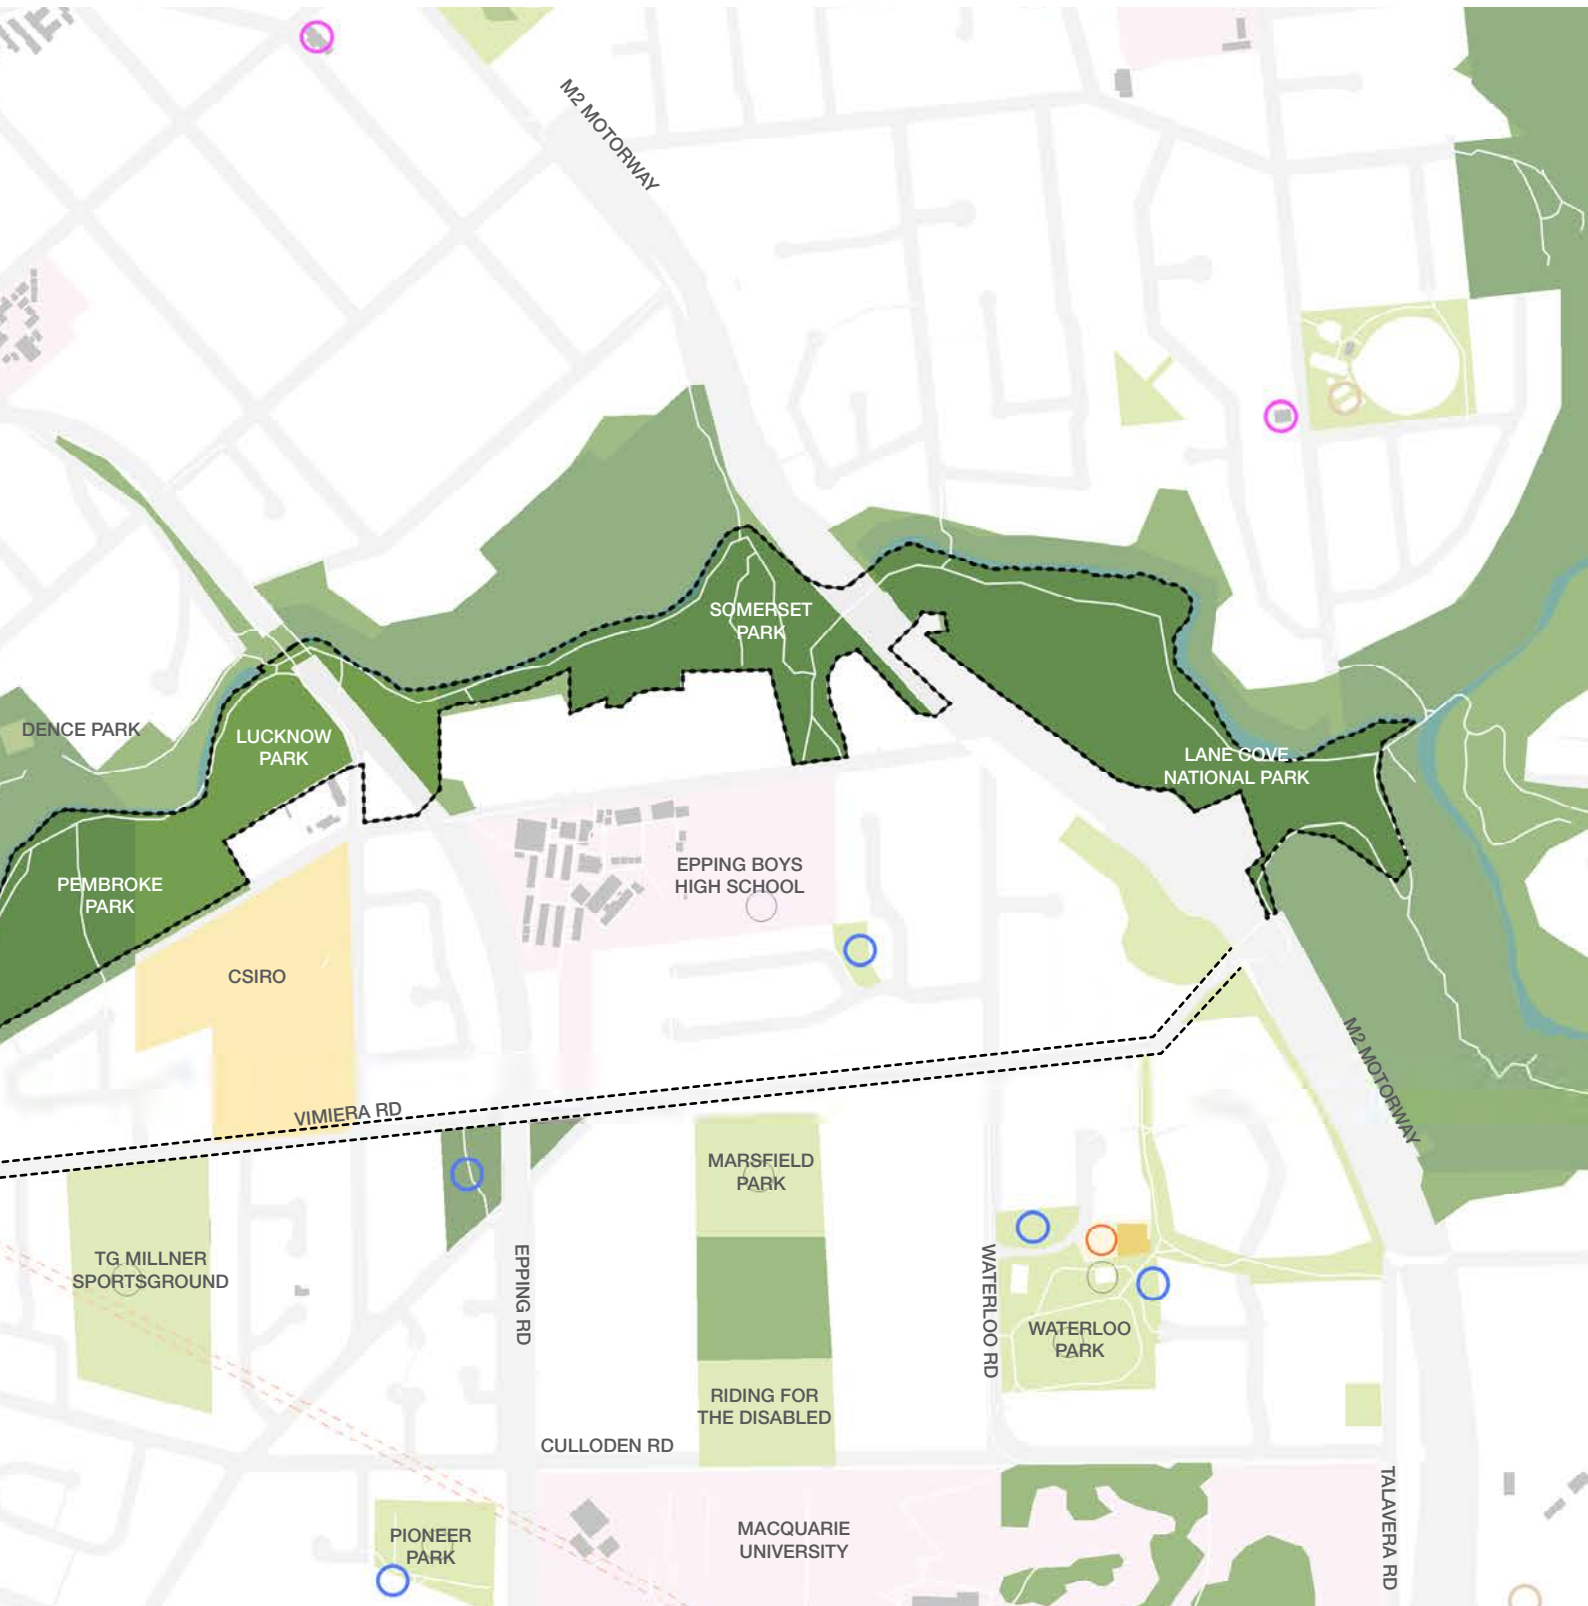 M2 MOTORWAY
SOMERSET
PARK
DENCE PARK
LUCKNOW
PARK
LANE COVE
NATIONAL PARK
PEMBROKE
PARK
EPPING BOYS
HIGH SCHOOL
CSIRO
M2 MOTORWAY
VIMIERA RD
MARSFIELD
PARK
TG MILLNER
SPORTSGROUND
EPPING RD
WATERLOO RD
WATERLOO
PARK
RIDING FOR
THE DISABLED
CULLODEN RD
TALAVERA RD
PIONEER
PARK
MACQUARIE
UNIVERSITY